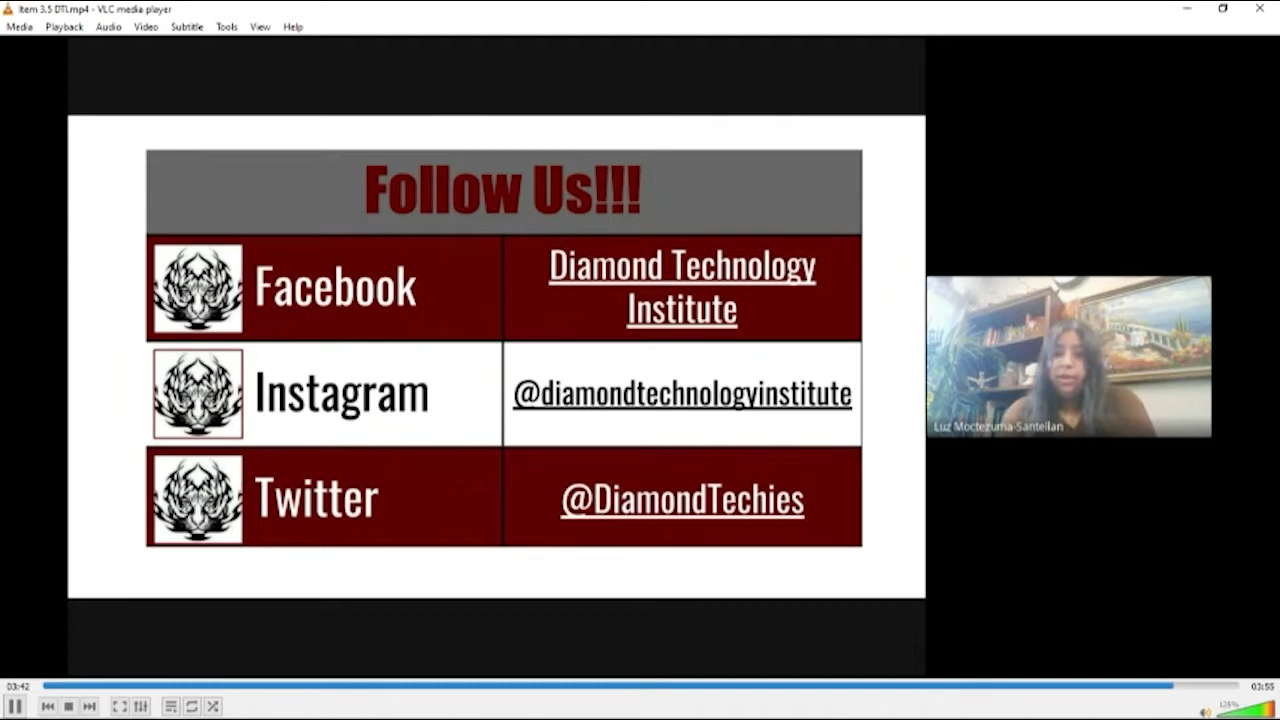 Item 3.5 DTI.mp4 - VLC media player
Media Playback Audio Video Subtitle Tools View Help
Follow Us!!!
Facebook
Diamond Technology
Institute
Instagram
@diamondtechnologyinstitute
Twitter
@DiamondTechies
Luz Moctezuma-Santellan
03:42
03:55
125%